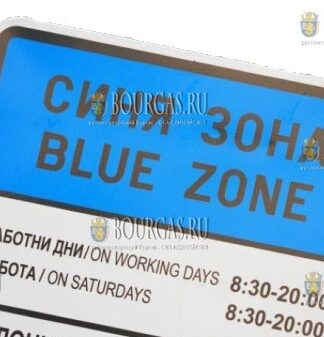 СИНЯ ЗОНА
BLUE ZONE
BOURGAS.RU
АБОТНИ ДНИ/ON WORKING DAYS 8:30-20:00
БОТА/ON SATURDAYS 8:30-20:00
BOURGAS.RU